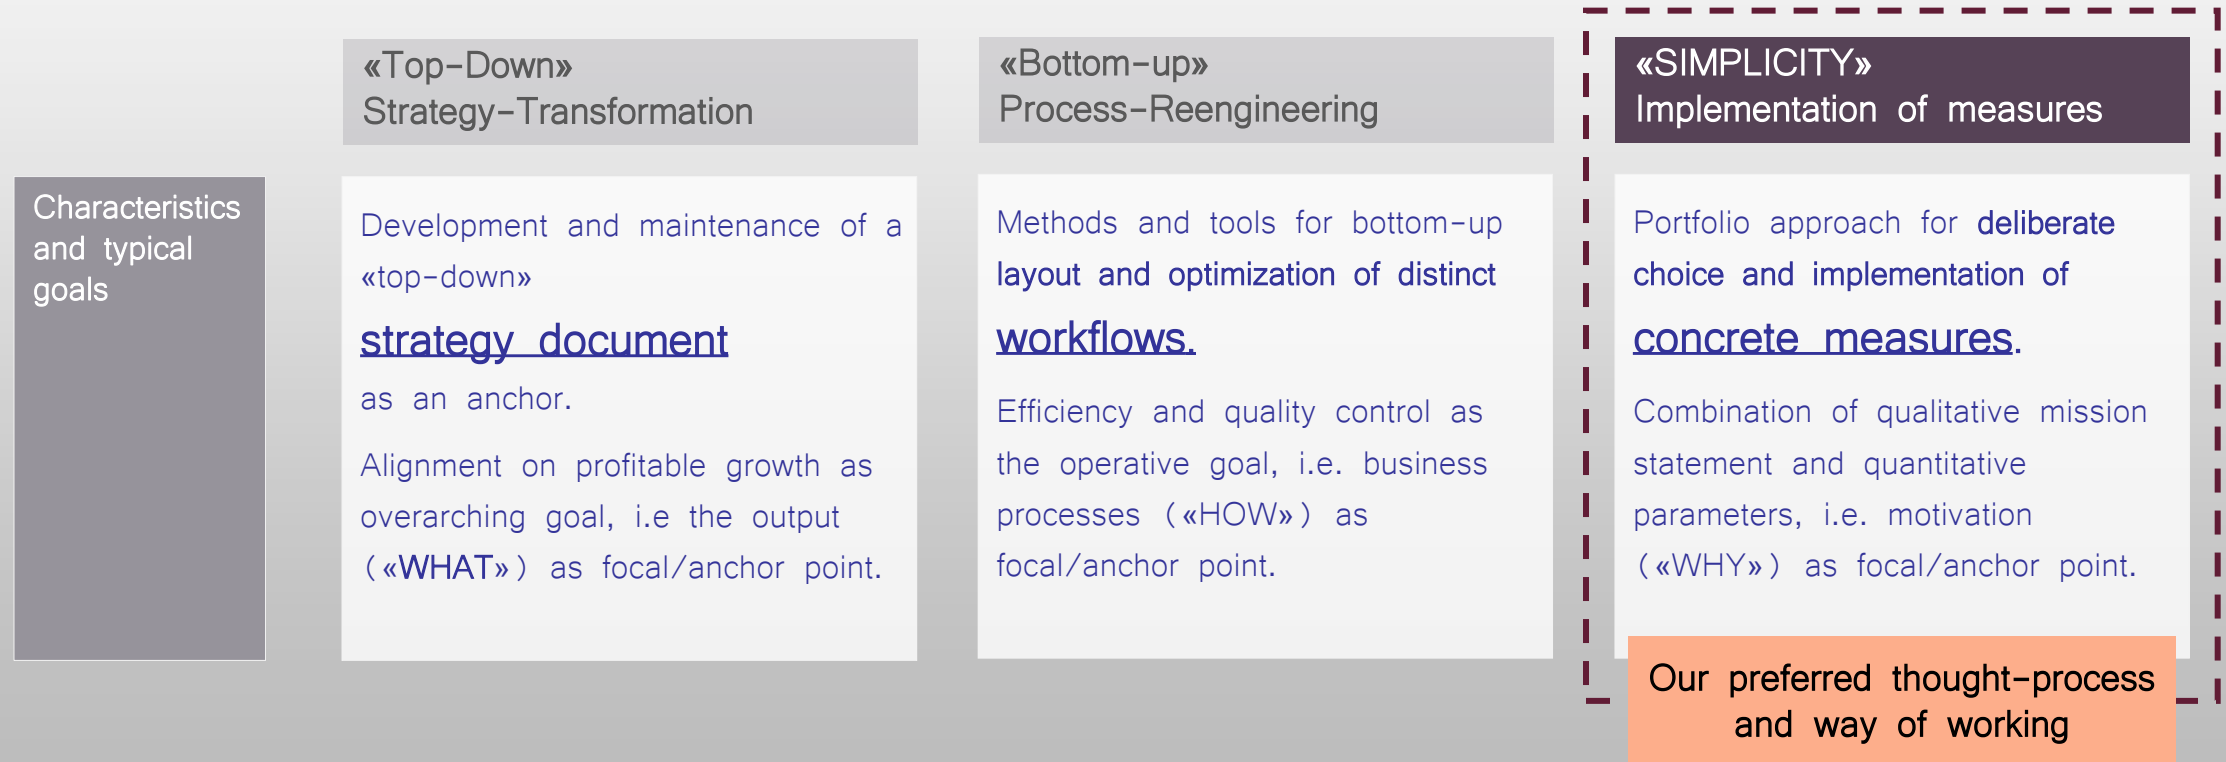 «Top-Down»
Strategy-Transformation
«Bottom-up»
Process-Reengineering
«SIMPLICITY»
Implementation of measures
Characteristics
and typical
goals
Development and maintenance of a
«top-down»
strategy document
as an anchor.
Alignment on profitable growth as
overarching goal, i.e the output
(«WHAT») as focal/anchor point.
Methods and tools for bottom-up
layout and optimization of distinct
workflows.
Efficiency and quality control as
the operative goal, i.e. business
processes («HOW») as
focal/anchor point.
Portfolio approach for deliberate
choice and implementation of
concrete measures.
Combination of qualitative mission
statement and quantitative
parameters, i.e. motivation
(«WHY») as focal/anchor point.
Our preferred thought-process
and way of working